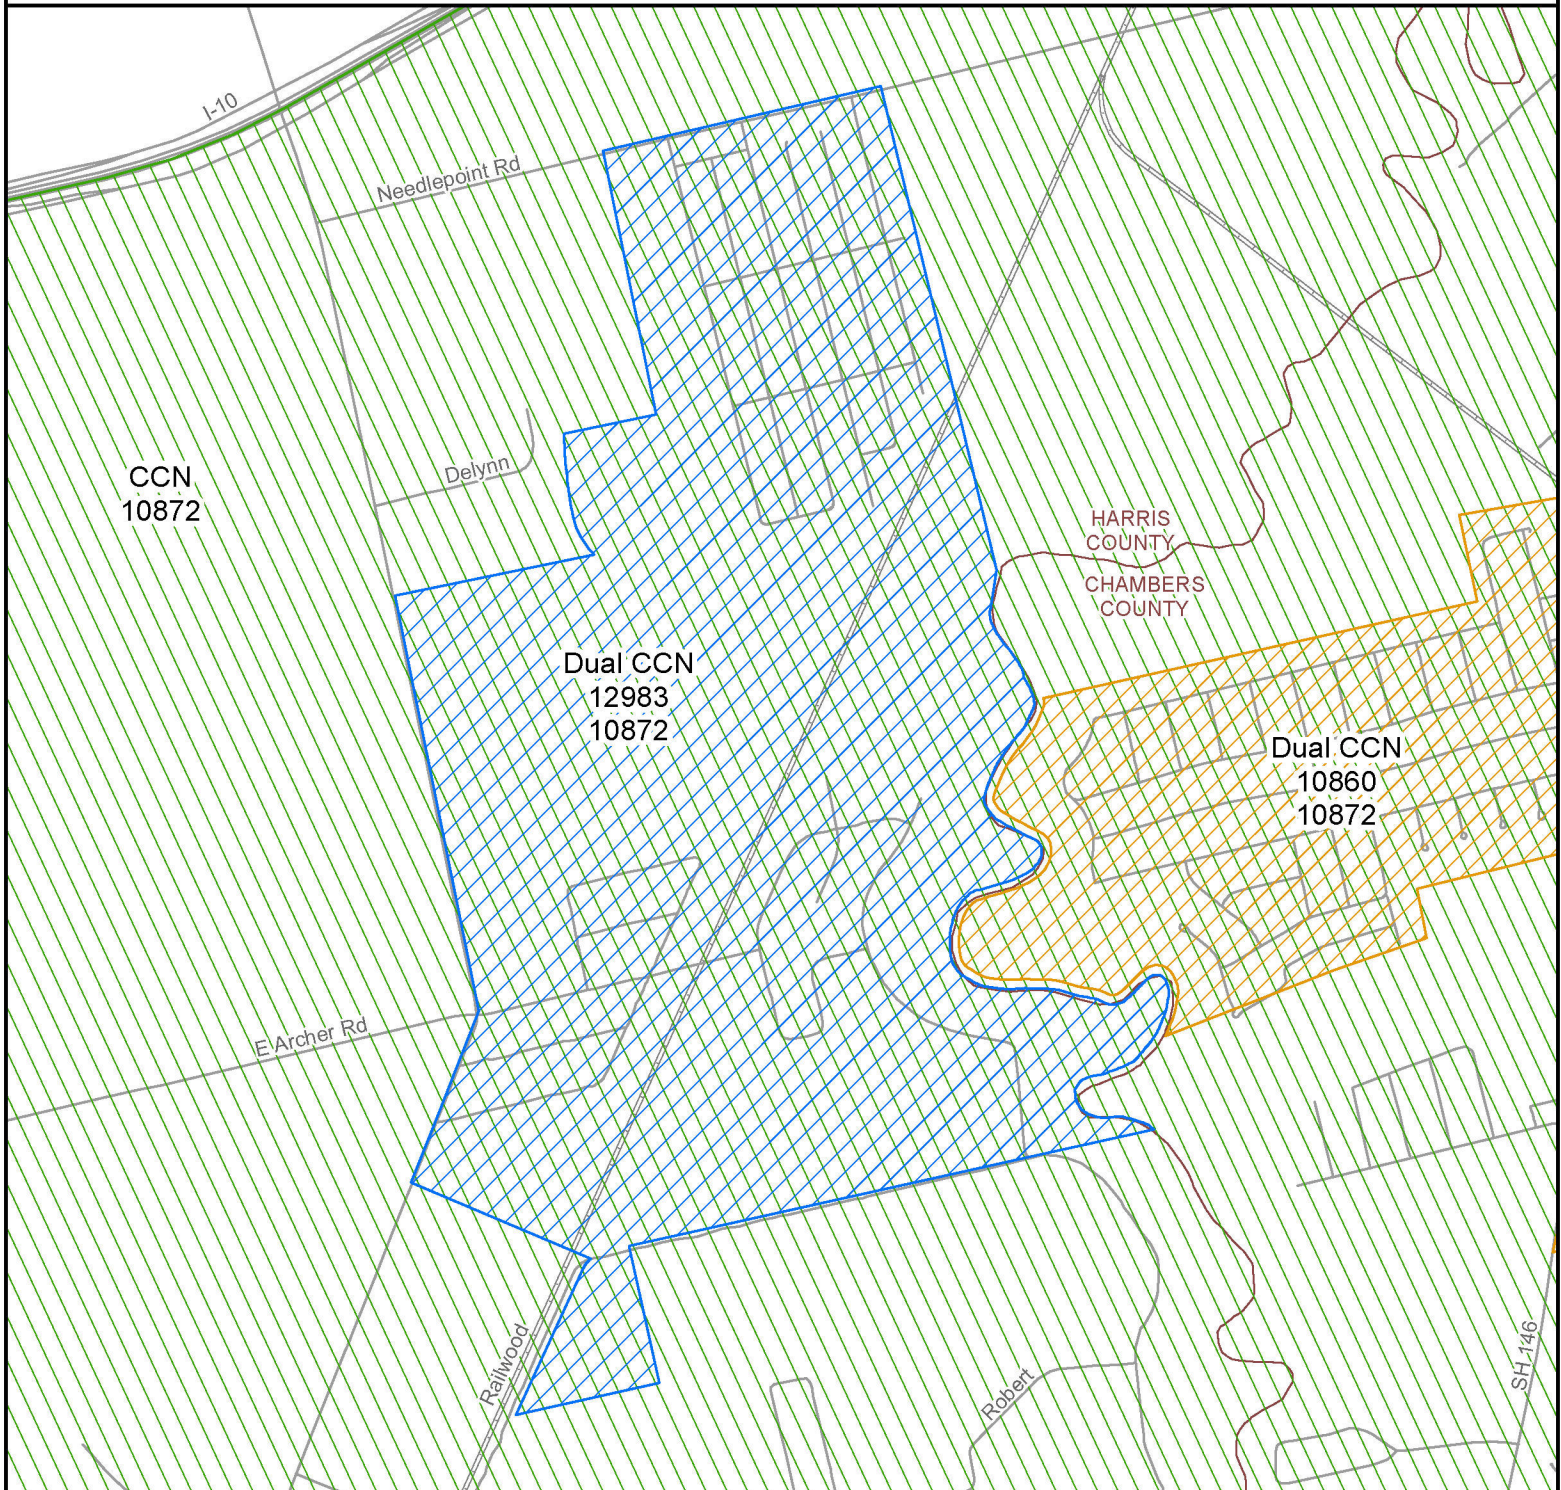 I-10
Needlepoint Rd
Delynn
CCN
10872
HARRIS
COUNTY
CHAMBERS
COUNTY
Dual CCN
12983
10872
Dual CCN
10860
10872
E Archer Rd
Railwood
Robert
SH 146